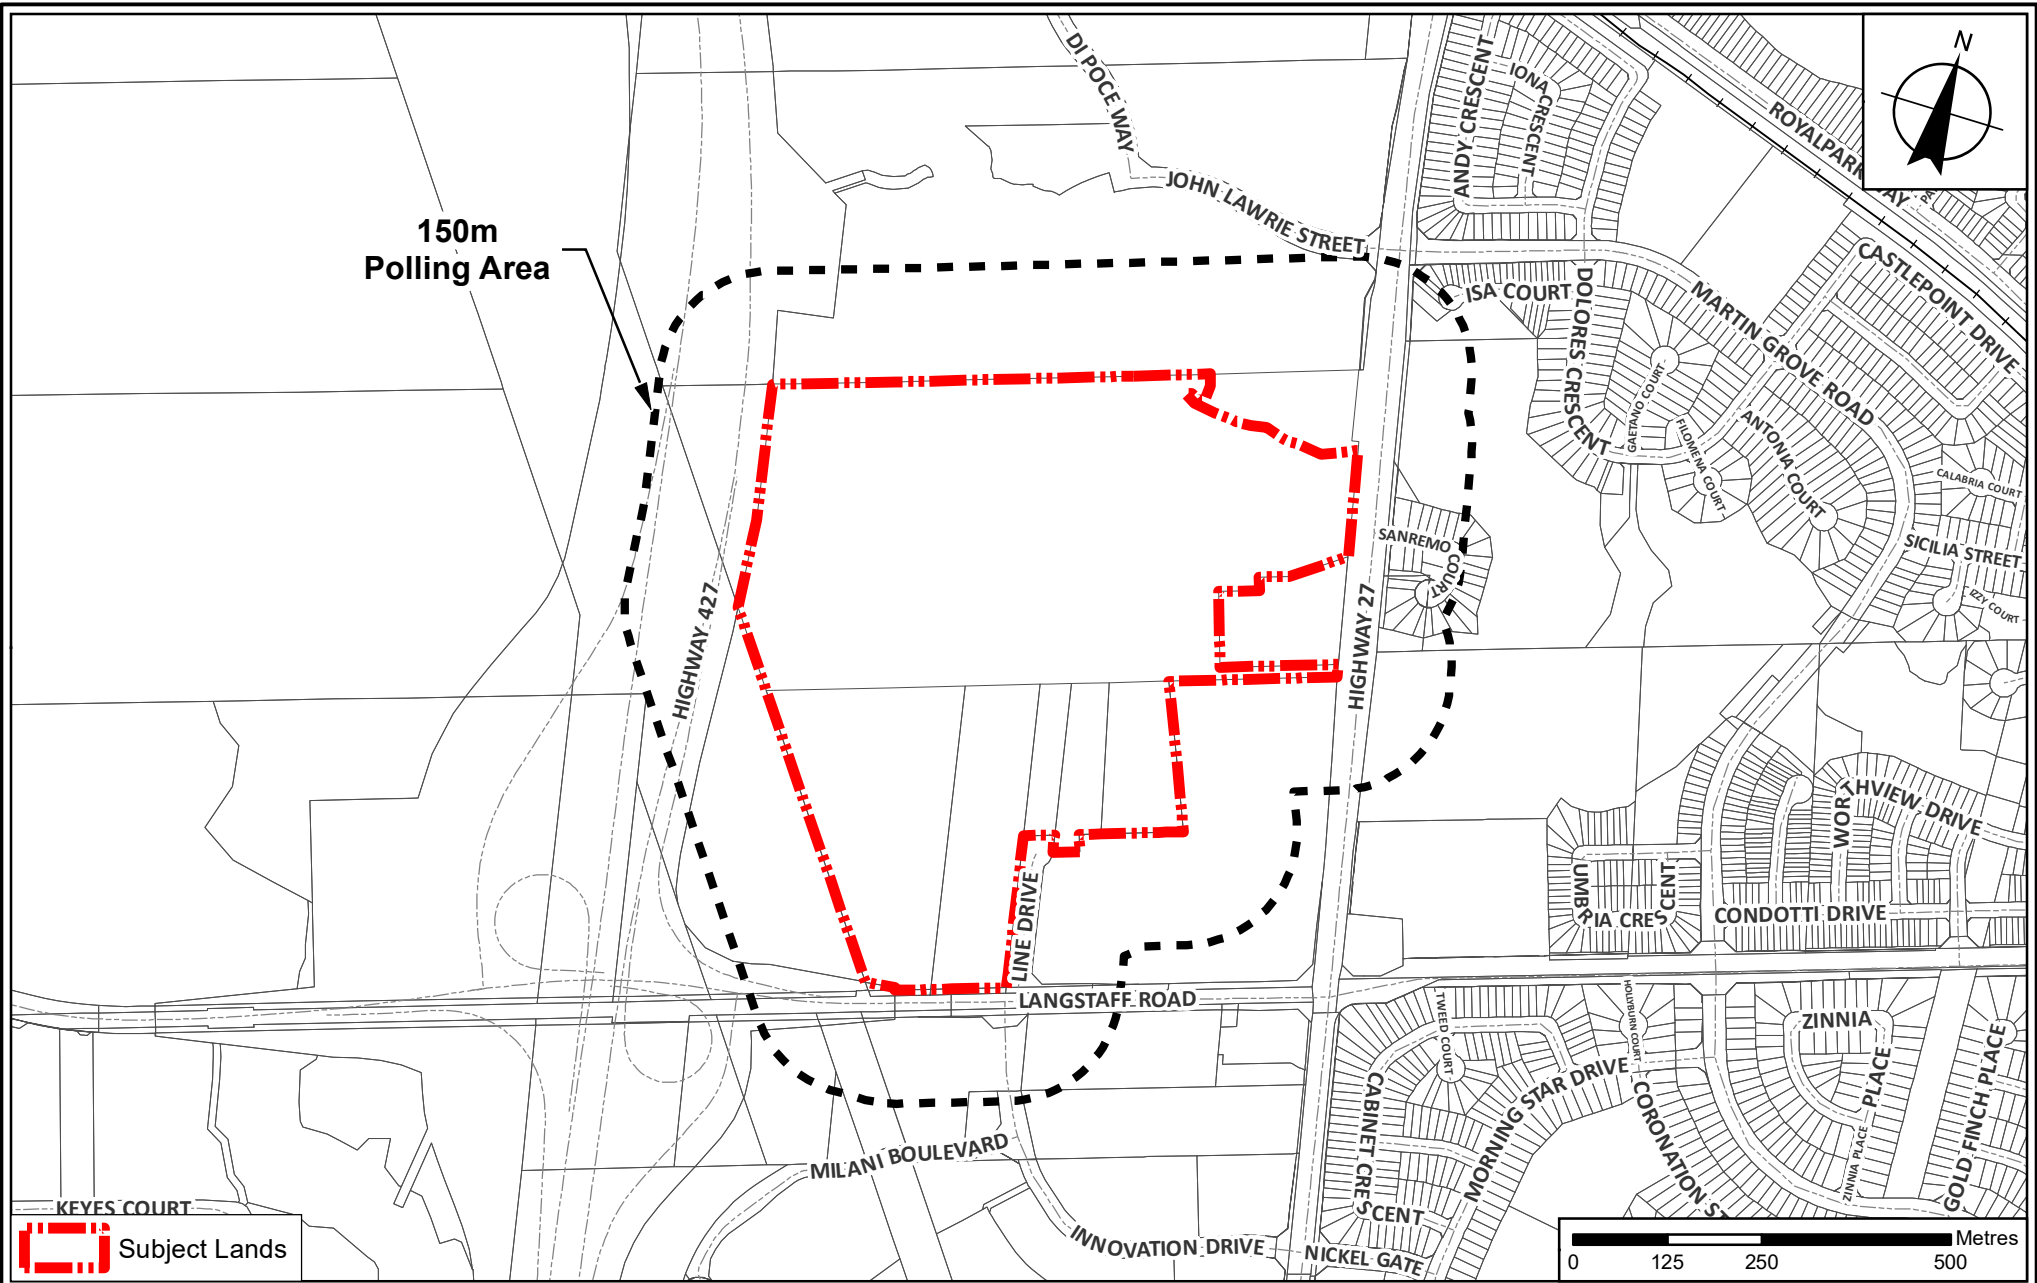 N
DI POCE WAY
JOHN LAWRIE STREET
ANDY CRESCENT
IONA CRESCENT
ROYALPARK WAY
CASTLEPOINT DRIVE
150m
Polling Area
ISA COURT
DOLORES CRESCENT
MARTIN GROVE ROAD
GAETANO COURT
FILOMENA COURT
ANTONIA COURT
CALABRIA COURT
SICILIA STREET
IZZY COURT
SANREMO COURT
HIGHWAY 427
HIGHWAY 27
WORTHVIEW DRIVE
UMBRIA CRESCENT
CONDOTTI DRIVE
LINE DRIVE
LANGSTAFF ROAD
TWEED COURT
HOLLYBURN COURT
ZINNIA PLACE
ZINNIA PLACE
GOLD FINCH PLACE
CABINET CRESCENT
MORNING STAR DRIVE
CORONATION ST
MILANI BOULEVARD
KEYES COURT
INNOVATION DRIVE
NICKEL GATE
Subject Lands
Metres
0 125 250 500